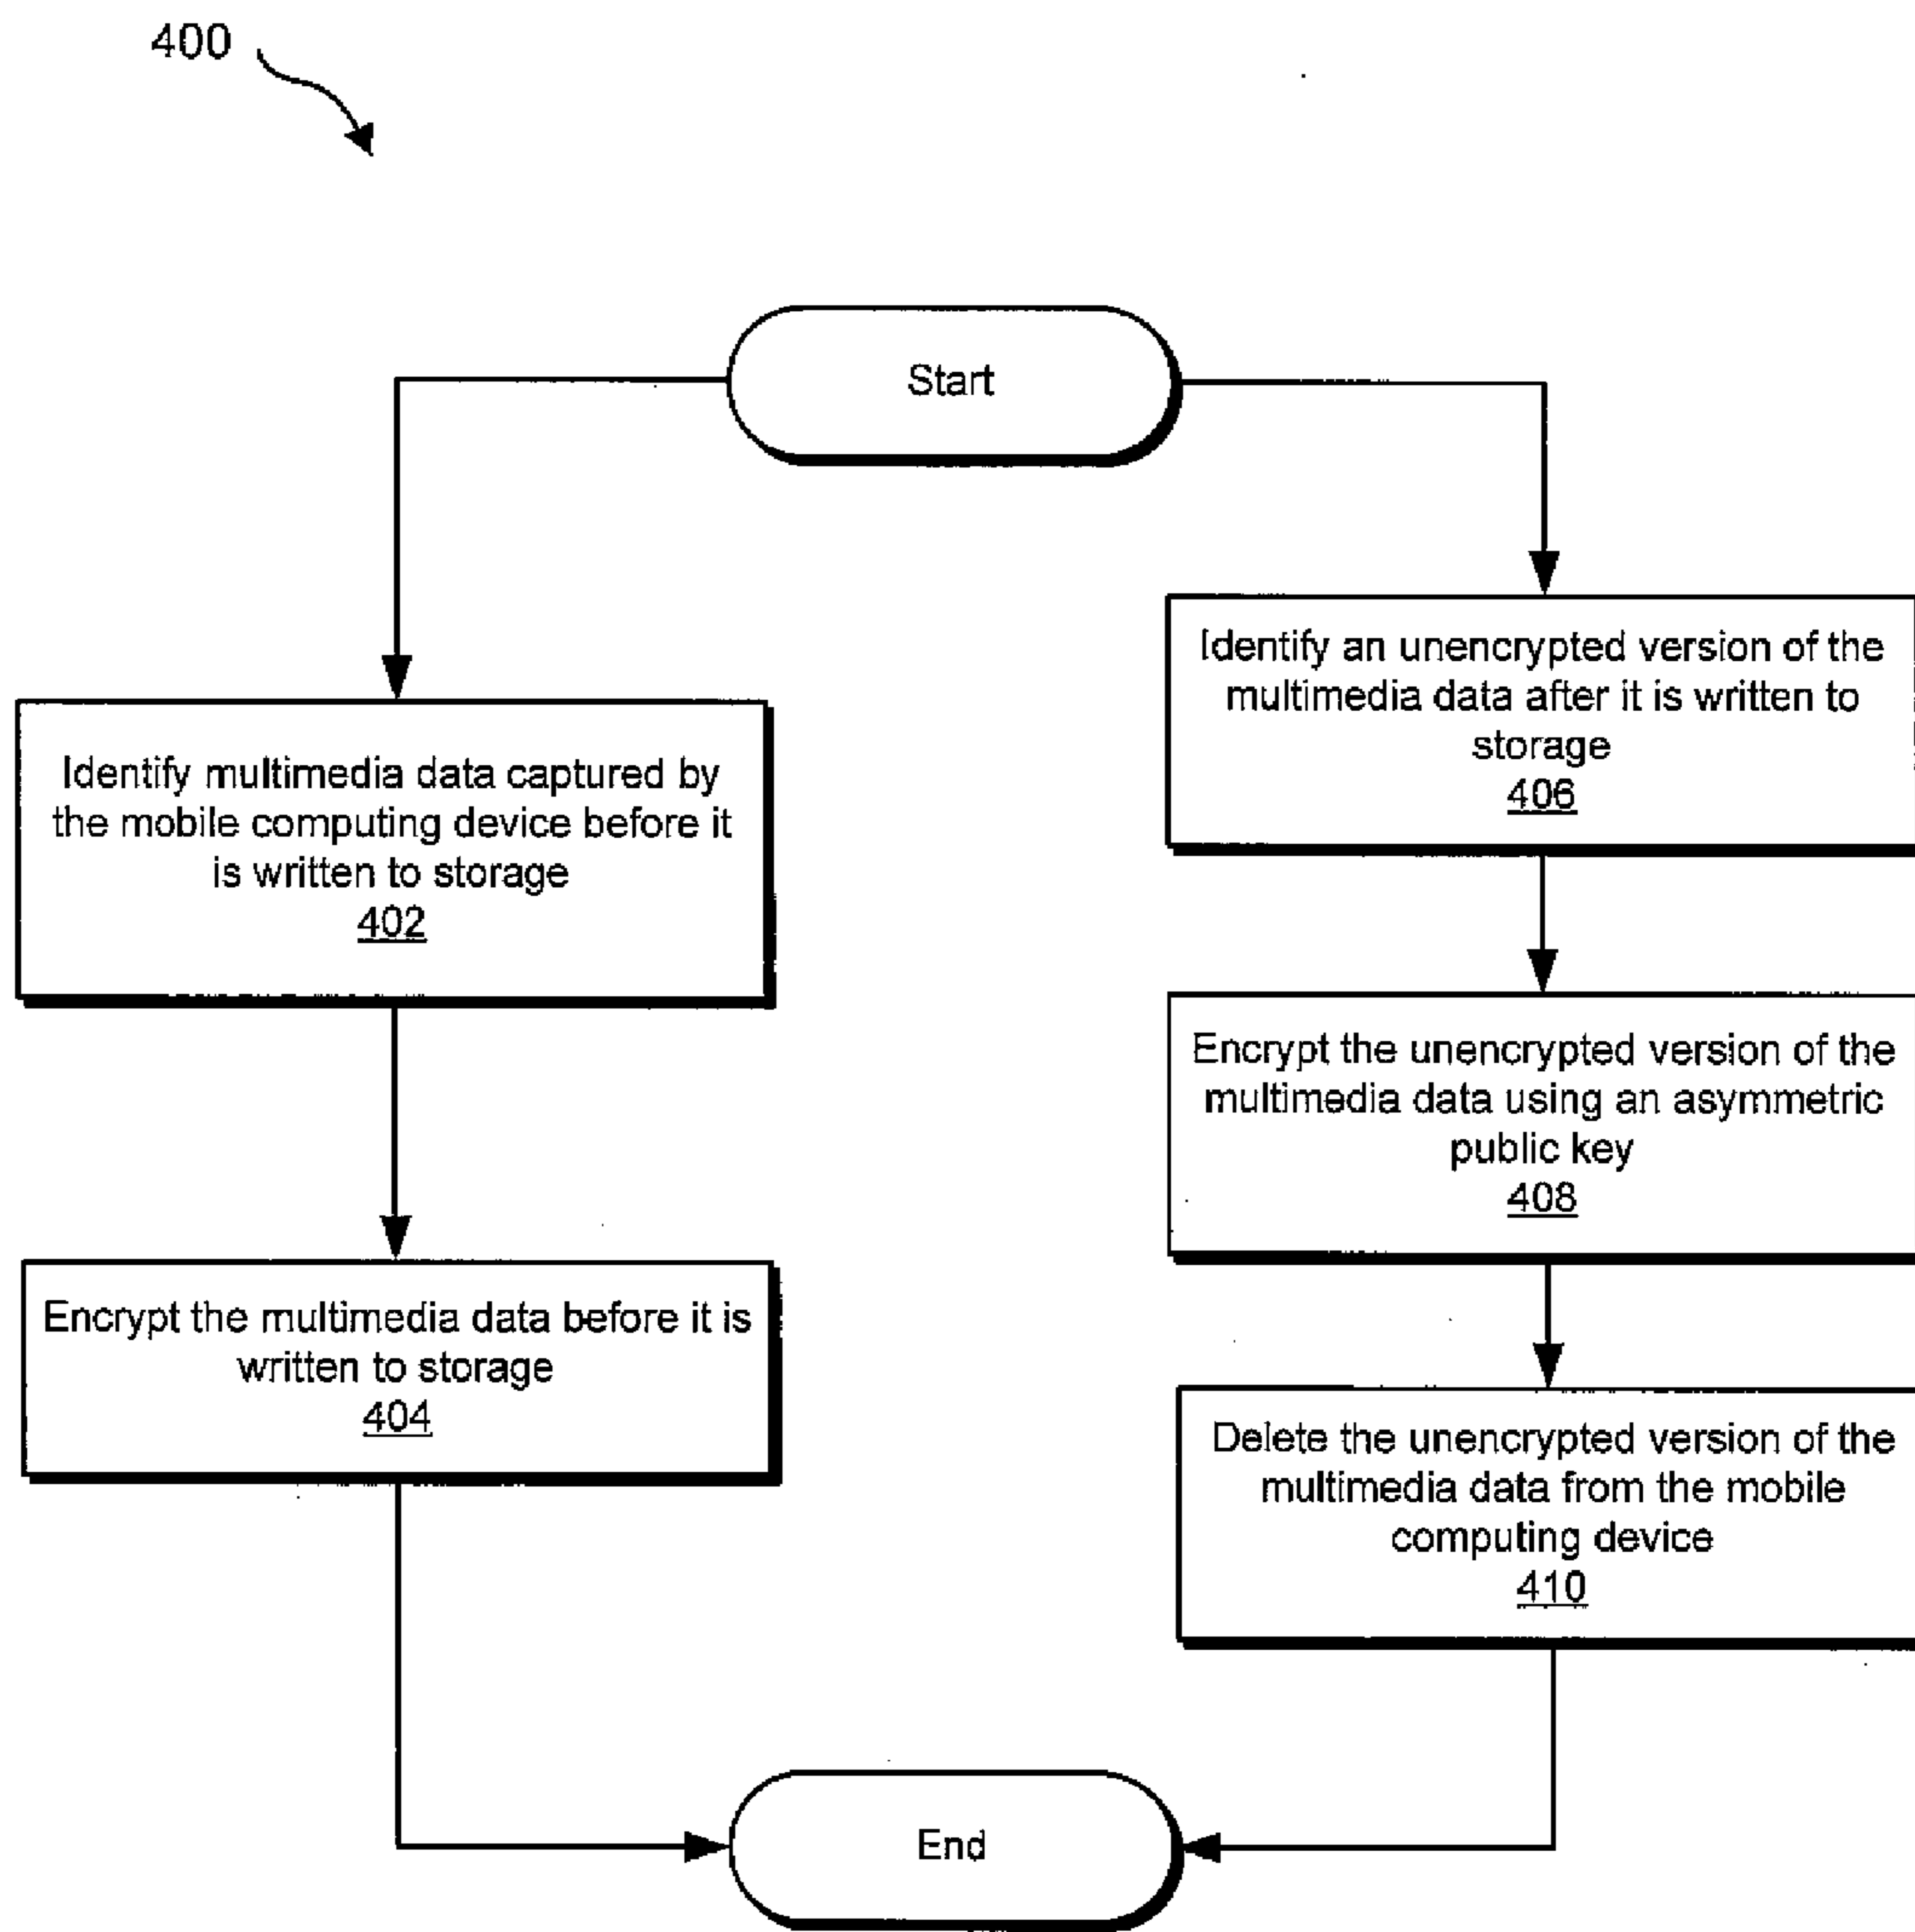 400
Start
Identify multimedia data captured by
the mobile computing device before it
is written to storage
402
Encrypt the multimedia data before it is
written to storage
404
Identify an unencrypted version of the
multimedia data after it is written to
storage
406
Encrypt the unencrypted version of the
multimedia data using an asymmetric
public key
408
Delete the unencrypted version of the
multimedia data from the mobile
computing device
410
End